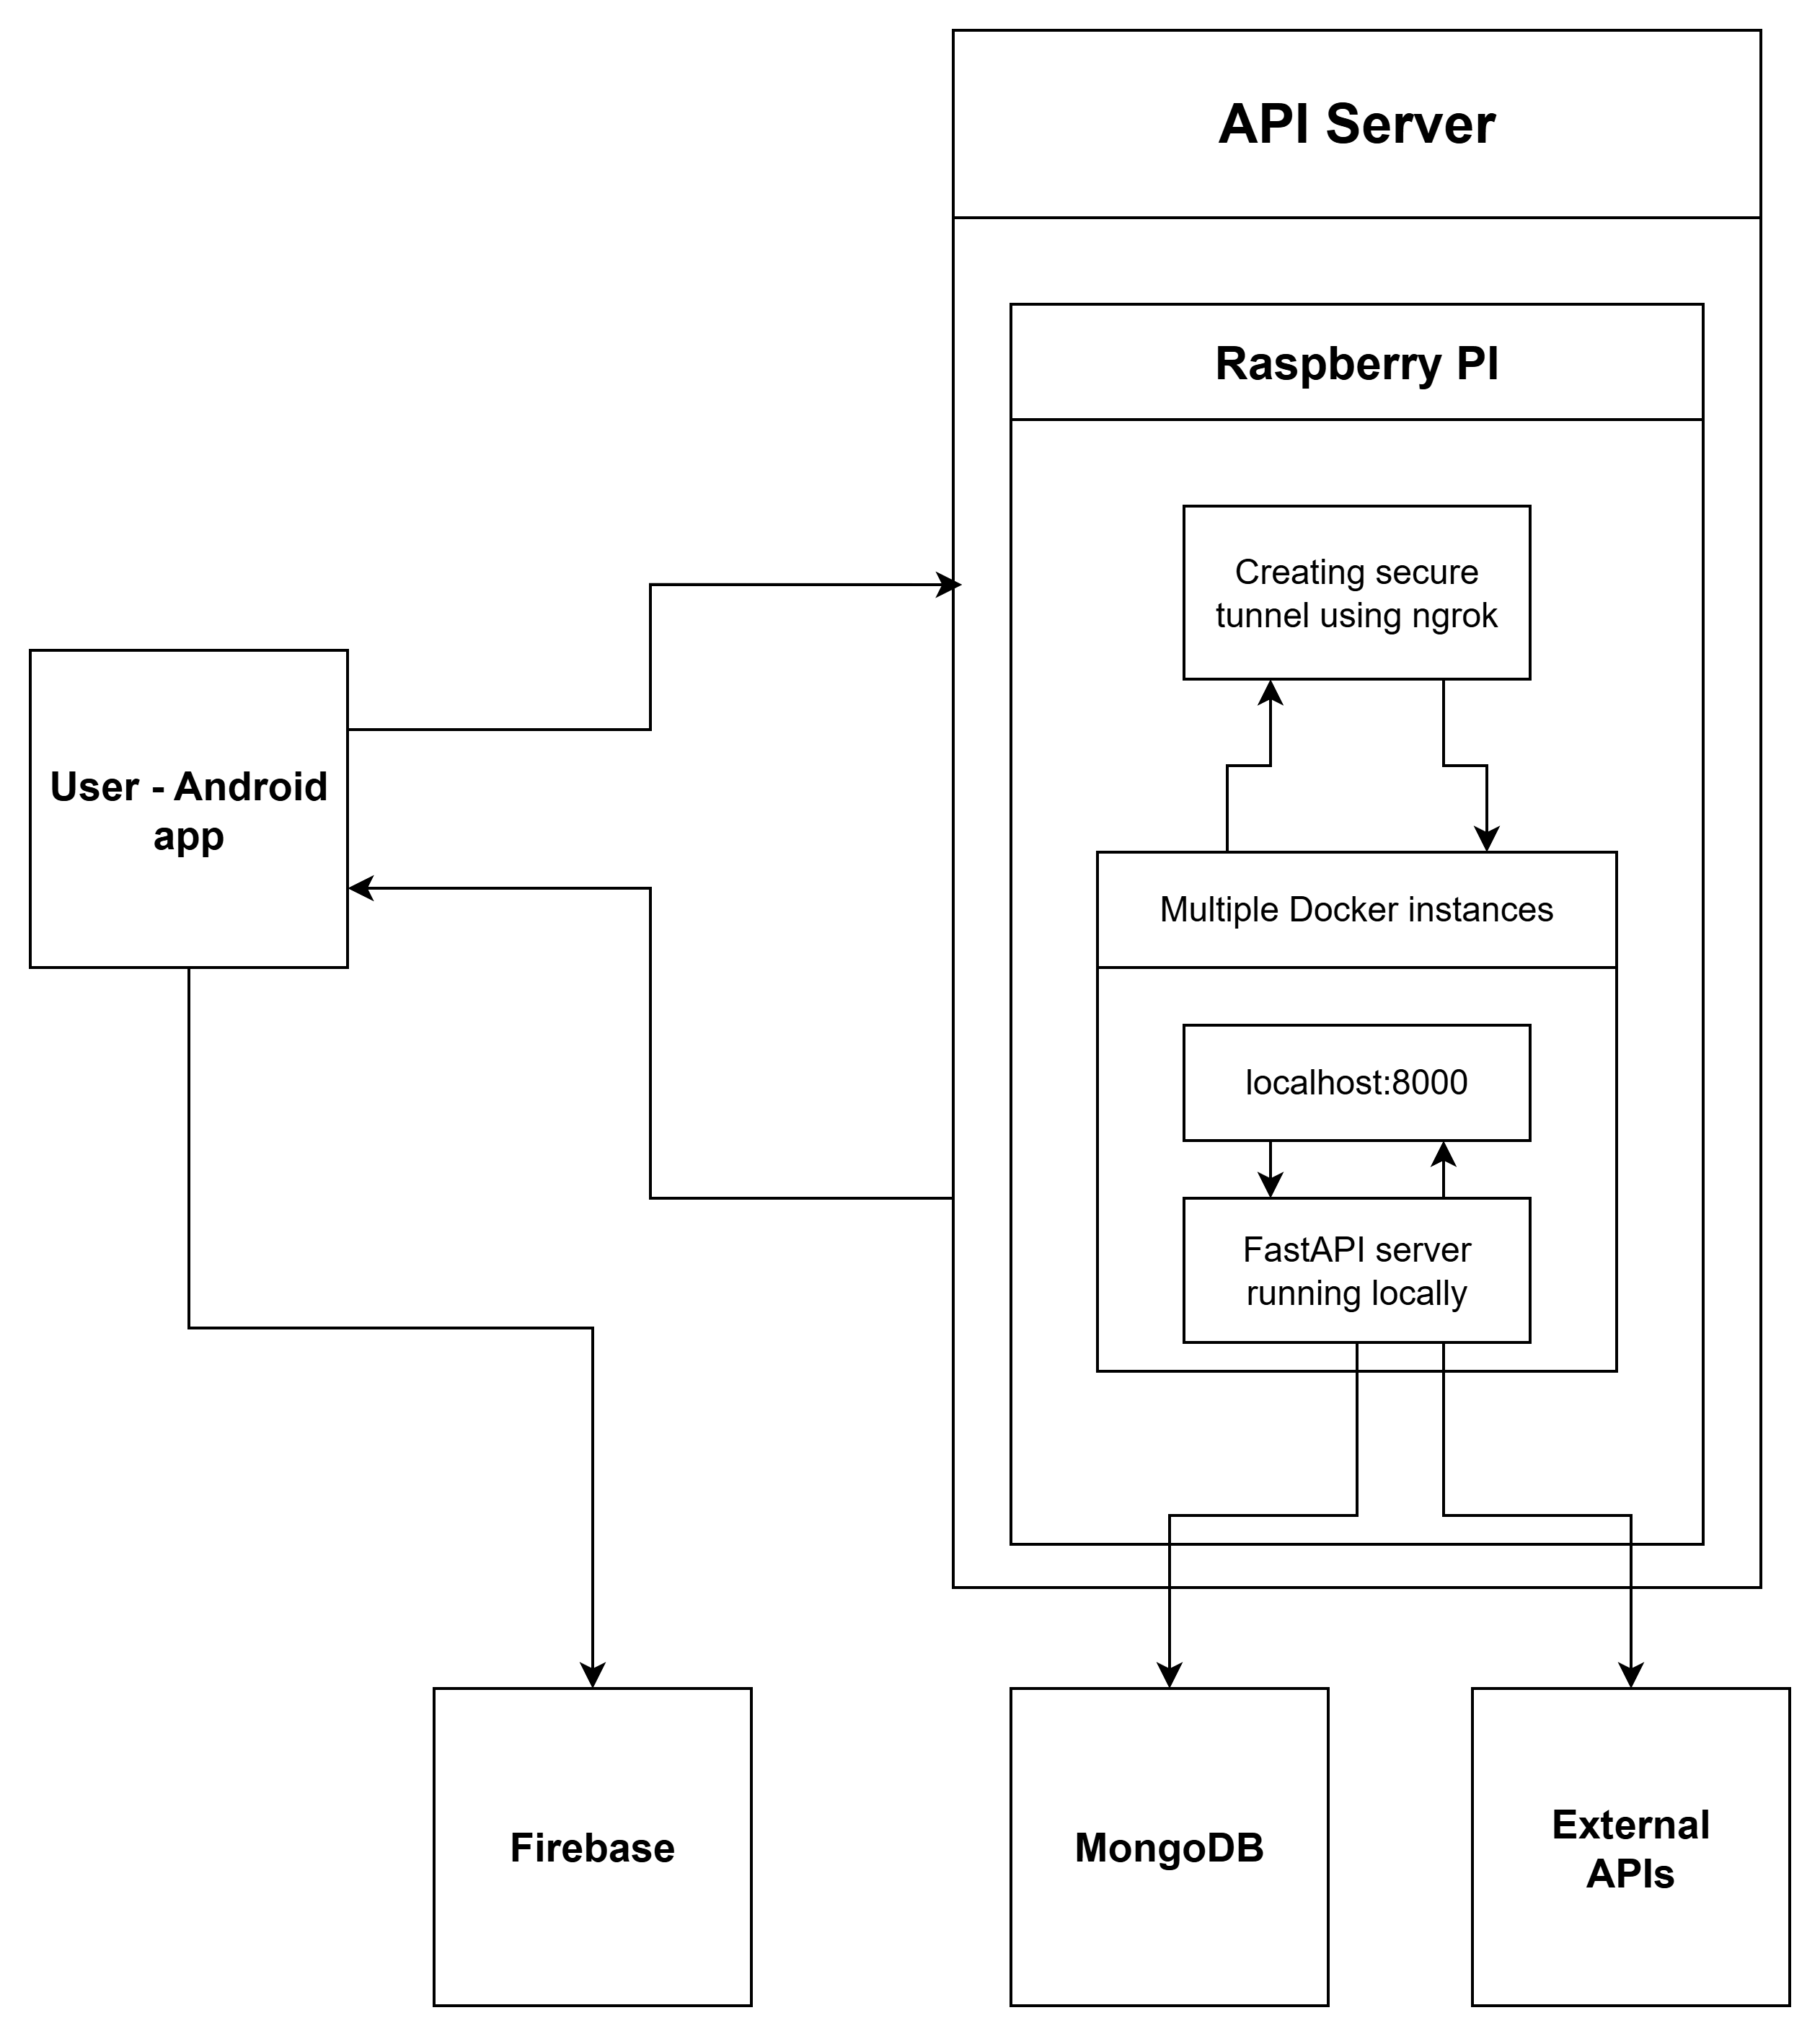 API Server
Raspberry PI
Creating secure
tunnel using ngrok
User - Android
app
Multiple Docker instances
localhost:8000
FastAPI server
running locally
Firebase
MongoDB
External
APIs